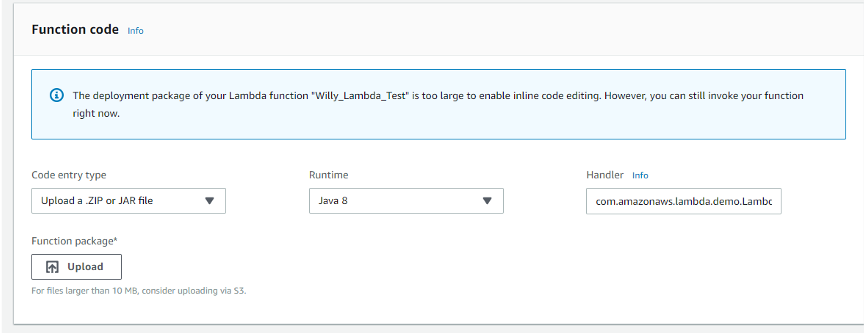 Function code Info
The deployment package of your Lambda function "Willy_Lambda_Test" is too large to enable inline code editing. However, you can still invoke your function
right now.
Code entry type Runtime Handler Info
Upload a .ZIP or JAR file Java 8 com.amazonaws.lambda.demo.Lambc
Function package*
Upload
For files larger than 10 MB, consider uploading via S3.